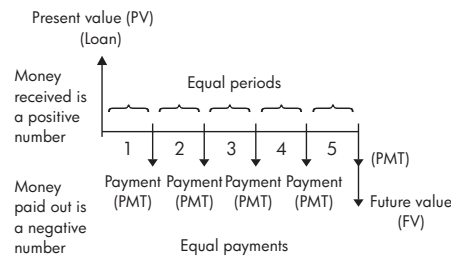 Present value (PV)
(Loan)
Money
received is
a positive
number
Equal periods
1 2 3 4 5
(PMT)
Payment Payment Payment Payment
(PMT) (PMT) (PMT) (PMT)
Money
paid out is
a negative
number
Future value
(FV)
Equal payments